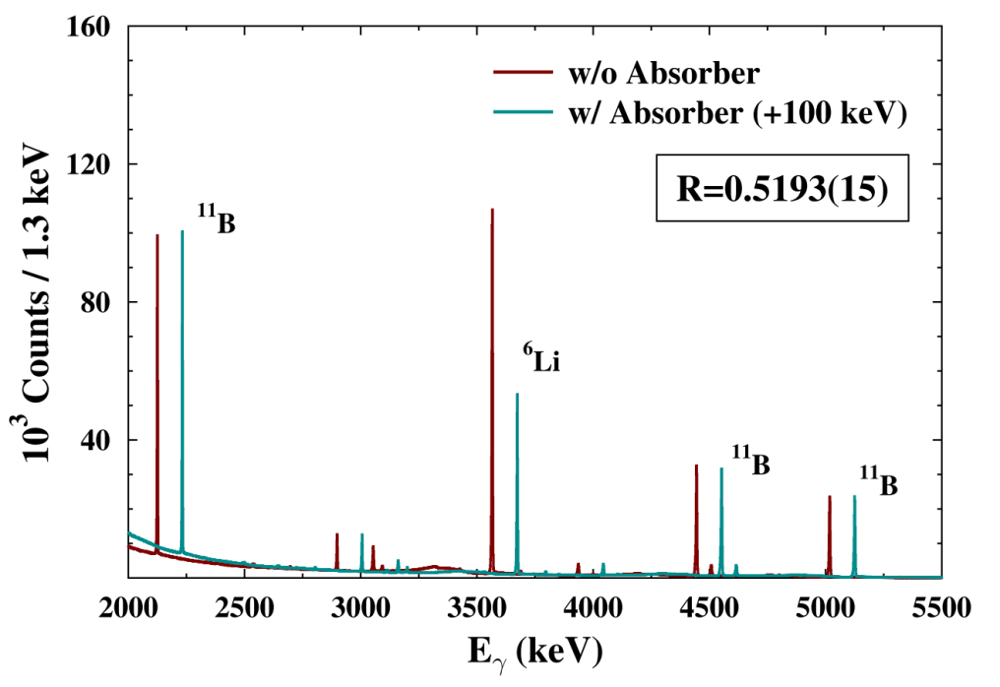 160
120
80
40
10³ Counts / 1.3 keV
w/o Absorber
w/ Absorber (+100 keV)
R=0.5193(15)
¹¹B
⁶Li
¹¹B
¹¹B
2000 2500 3000 3500 4000 4500 5000 5500
Eᵧ (keV)